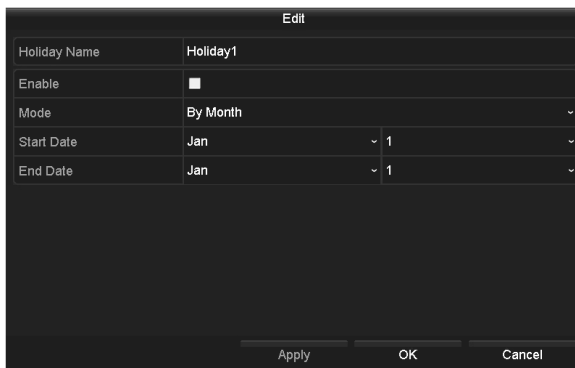 Edit
Holiday Name Holiday1
Enable
Mode By Month
Start Date Jan 1
End Date Jan 1
Apply OK Cancel